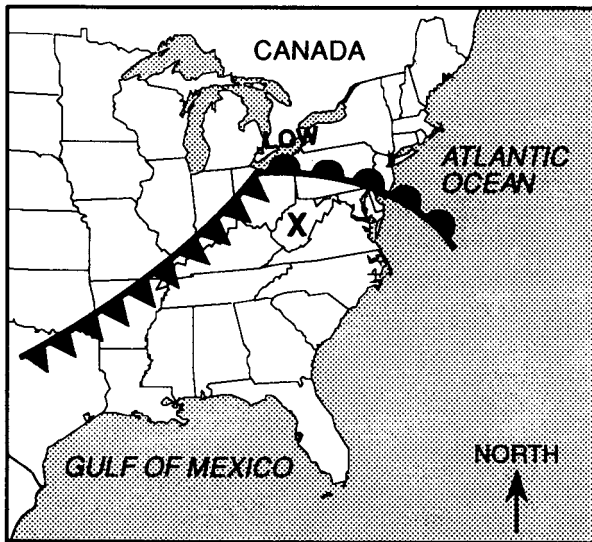 CANADA
LOW
ATLANTIC
OCEAN
X
GULF OF MEXICO
NORTH